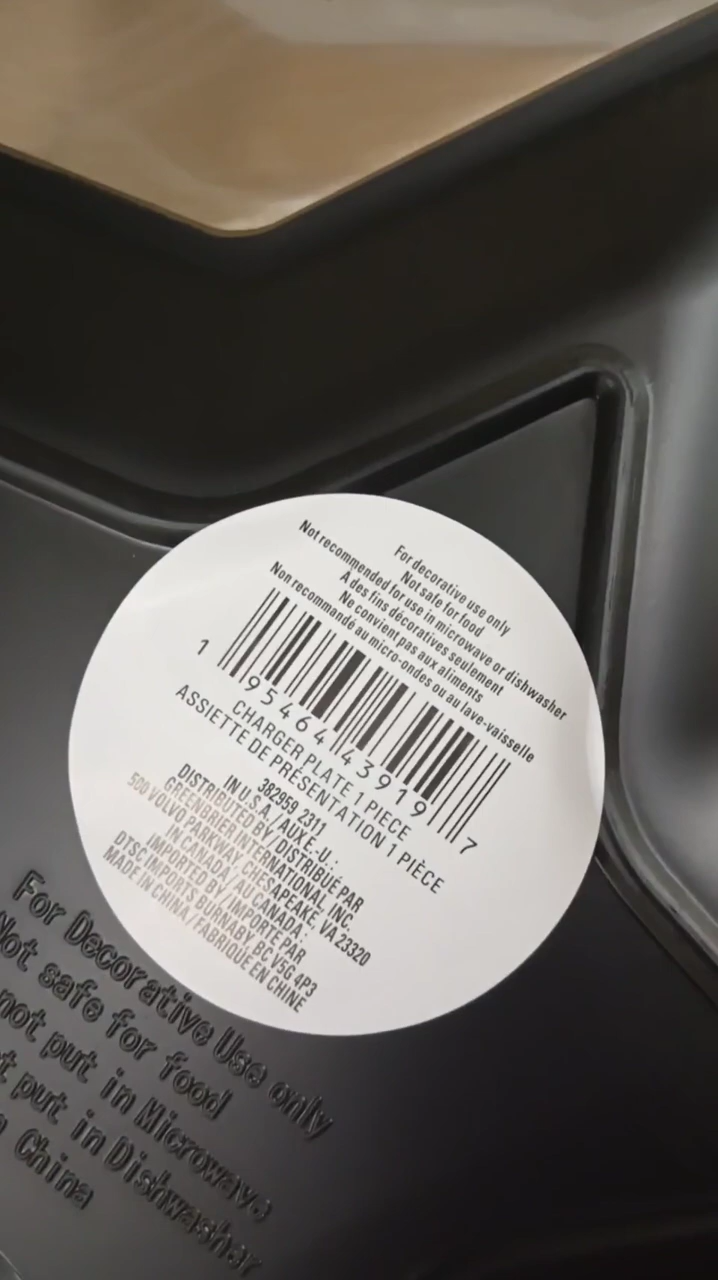 For decorative use only
Not safe for food
Not recommended for use in microwave or dishwasher
A des fins décoratives seulement
Ne convient pas aux aliments
Non recommandé au micro-ondes ou au lave-vaisselle
1 95464 43919 7
CHARGER PLATE 1 PIECE
ASSIETTE DE PRÉSENTATION 1 PIÈCE
382959 2311
IN U.S.A. / AUX É.-U. :
DISTRIBUTED BY / DISTRIBUÉ PAR
GREENBRIER INTERNATIONAL, INC.
500 VOLVO PARKWAY, CHESAPEAKE, VA 23320
IN CANADA / AU CANADA :
IMPORTED BY / IMPORTÉ PAR
DTSC IMPORTS BURNABY, BC V5G 4P3
MADE IN CHINA / FABRIQUÉ EN CHINE
For Decorative Use only
Not safe for food
not put in Microwave
put in Dishwasher
China